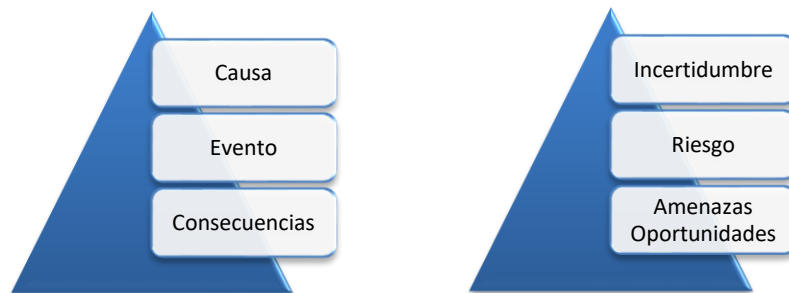 Causa
Evento
Consecuencias
Incertidumbre
Riesgo
Amenazas
Oportunidades